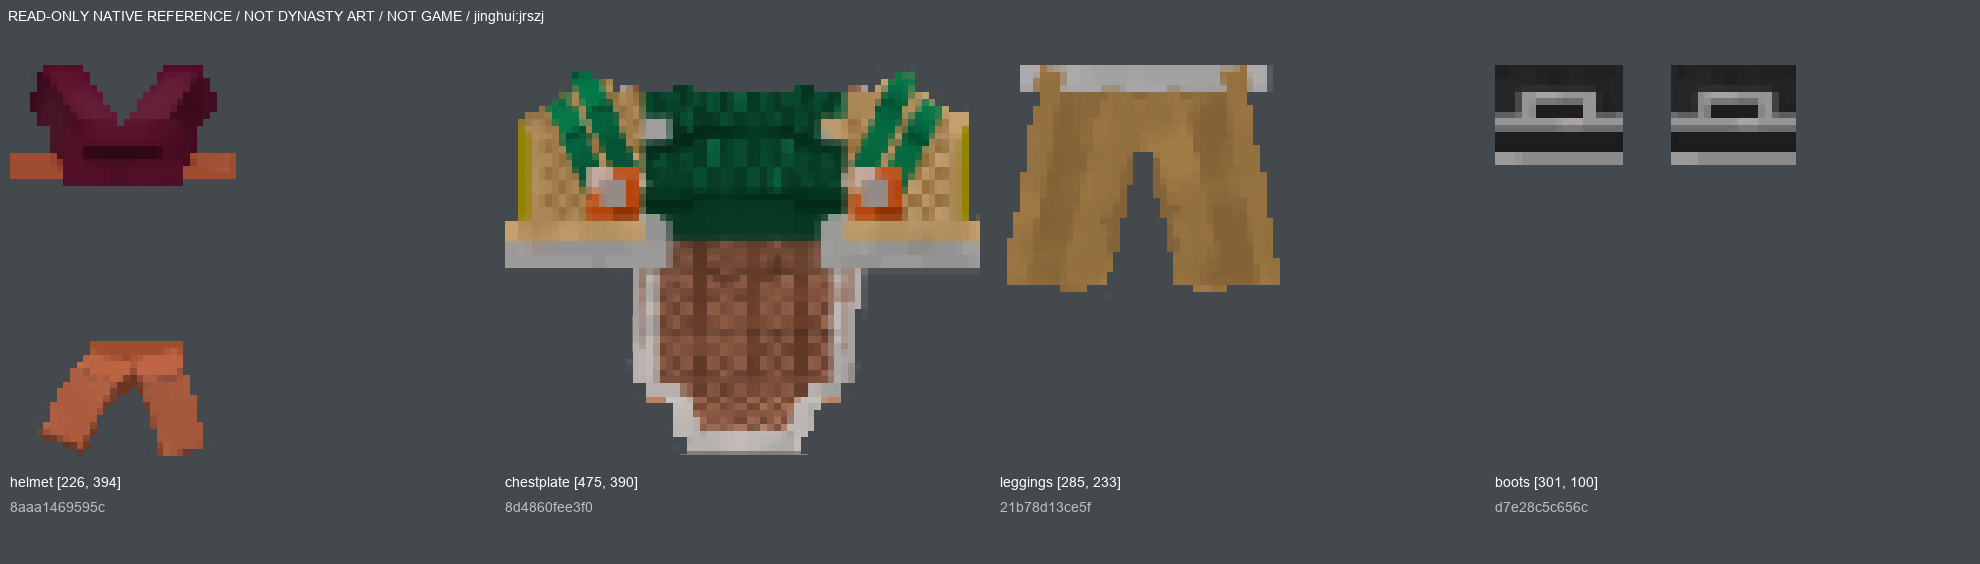 READ-ONLY NATIVE REFERENCE / NOT DYNASTY ART / NOT GAME / jinghui:jrszj
helmet [226, 394]
8aaa1469595c
chestplate [475, 390]
8d4860fee3f0
leggings [285, 233]
21b78d13ce5f
boots [301, 100]
d7e28c5c656c